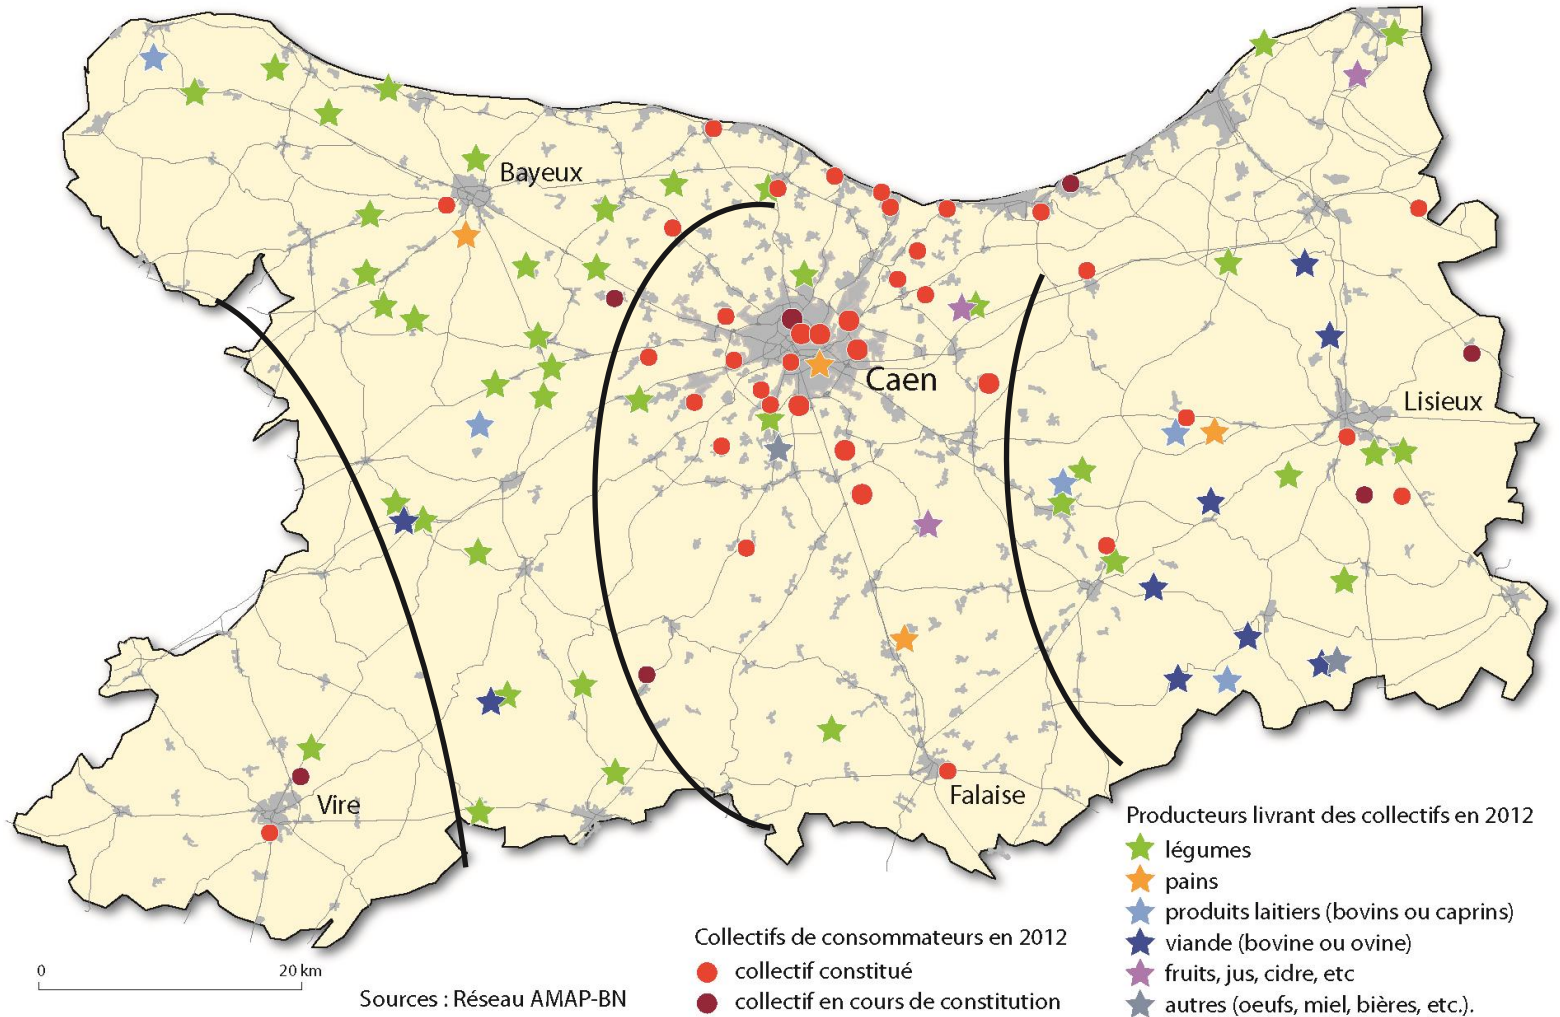 Bayeux
Caen
Lisieux
Vire
Falaise
Producteurs livrant des collectifs en 2012
légumes
pains
produits laitiers (bovins ou caprins)
viande (bovine ou ovine)
fruits, jus, cidre, etc
autres (oeufs, miel, bières, etc.).
Collectifs de consommateurs en 2012
collectif constitué
collectif en cours de constitution
0 20 km
Sources : Réseau AMAP-BN